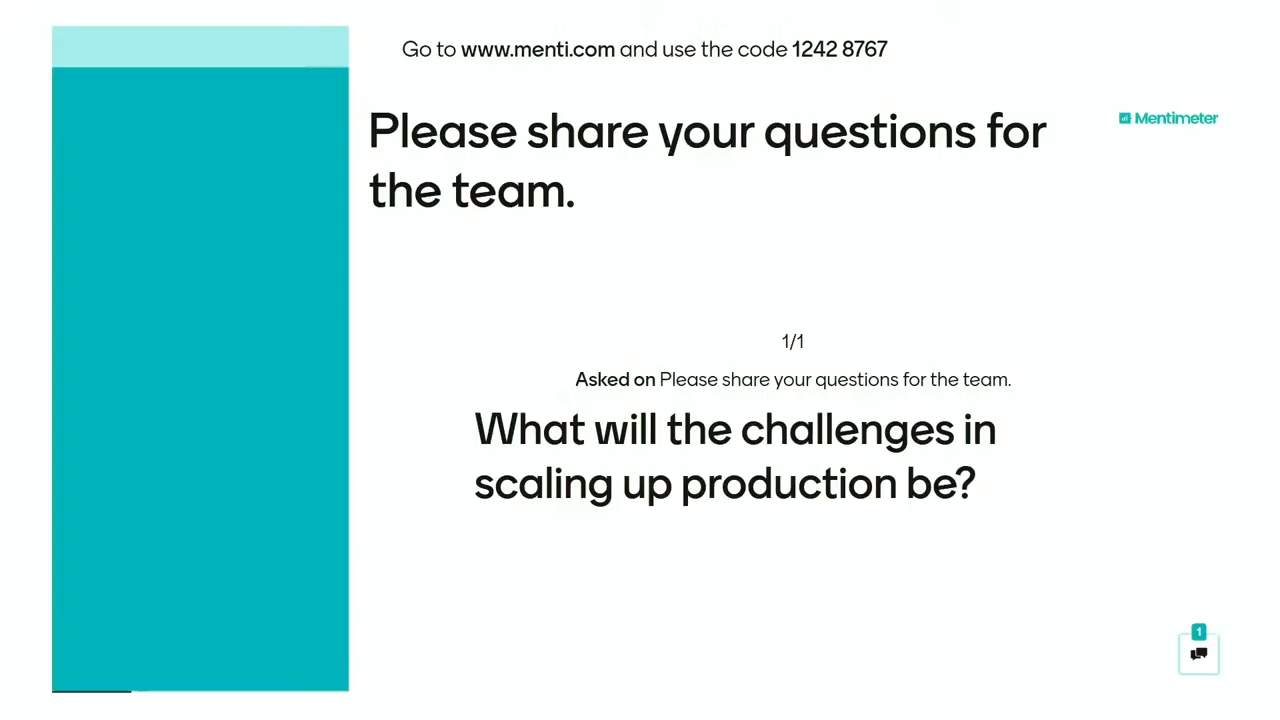 Go to www.menti.com and use the code 1242 8767
Please share your questions for
the team.
Mentimeter
1/1
Asked on Please share your questions for the team.
What will the challenges in
scaling up production be?
1